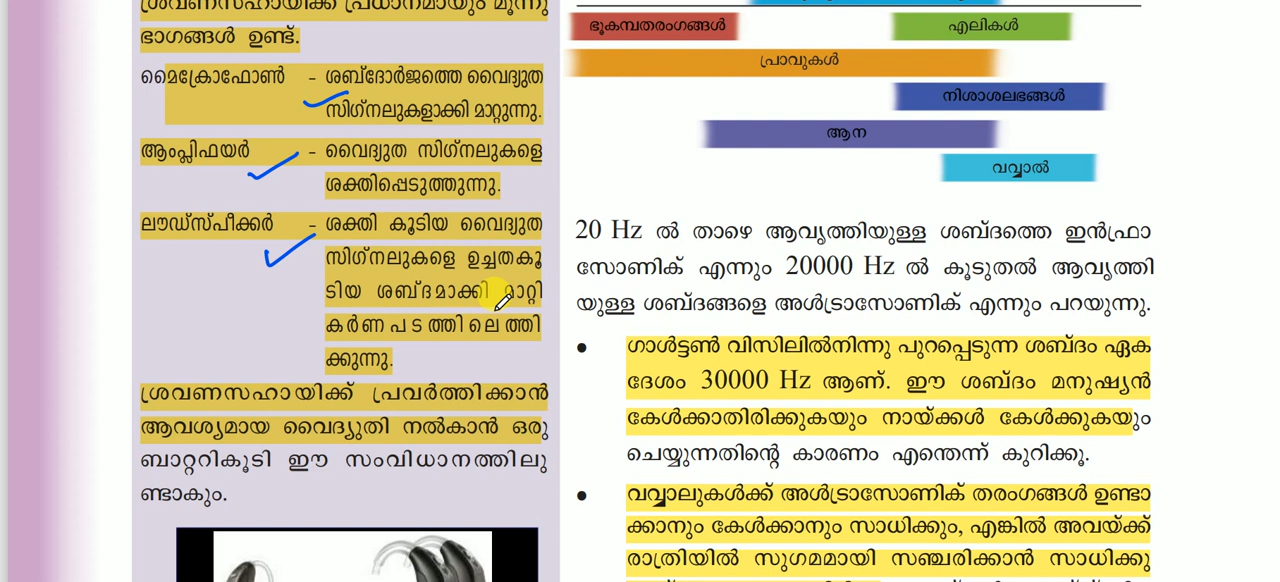 ശ്രവണസഹായിക്ക് പ്രധാനമായും മൂന്നു
ഭാഗങ്ങൾ ഉണ്ട്.
മൈക്രോഫോൺ – ശബ്ദോർജത്തെ വൈദ്യുത
സിഗ്നലുകളാക്കി മാറ്റുന്നു.
ആംപ്ലിഫയർ – വൈദ്യുത സിഗ്നലുകളെ
ശക്തിപ്പെടുത്തുന്നു.
ലൗഡ്സ്പീക്കർ – ശക്തി കൂടിയ വൈദ്യുത
സിഗ്നലുകളെ ഉച്ചതകൂ
ടിയ ശബ്ദമാക്കി മാറ്റി
കർണപടത്തിലെത്തി
ക്കുന്നു.
ശ്രവണസഹായിക്ക് പ്രവർത്തിക്കാൻ
ആവശ്യമായ വൈദ്യുതി നൽകാൻ ഒരു
ബാറ്ററികൂടി ഈ സംവിധാനത്തിലു
ണ്ടാകും.
ഭൂകമ്പതരംഗങ്ങൾ
എലികൾ
പ്രാവുകൾ
നിശാശലഭങ്ങൾ
ആന
വവ്വാൽ
20 Hz ൽ താഴെ ആവൃത്തിയുള്ള ശബ്ദത്തെ ഇൻഫ്രാ
സോണിക് എന്നും 20000 Hz ൽ കൂടുതൽ ആവൃത്തി
യുള്ള ശബ്ദങ്ങളെ അൾട്രാസോണിക് എന്നും പറയുന്നു.
● ഗാൾട്ടൺ വിസിലിൽനിന്നു പുറപ്പെടുന്ന ശബ്ദം ഏക
ദേശം 30000 Hz ആണ്. ഈ ശബ്ദം മനുഷ്യൻ
കേൾക്കാതിരിക്കുകയും നായ്ക്കൾ കേൾക്കുകയും
ചെയ്യുന്നതിന്റെ കാരണം എന്തെന്ന് കുറിക്കൂ.
● വവ്വാലുകൾക്ക് അൾട്രാസോണിക് തരംഗങ്ങൾ ഉണ്ടാ
ക്കാനും കേൾക്കാനും സാധിക്കും, എങ്കിൽ അവയ്ക്ക്
രാത്രിയിൽ സുഗമമായി സഞ്ചരിക്കാൻ സാധിക്കു